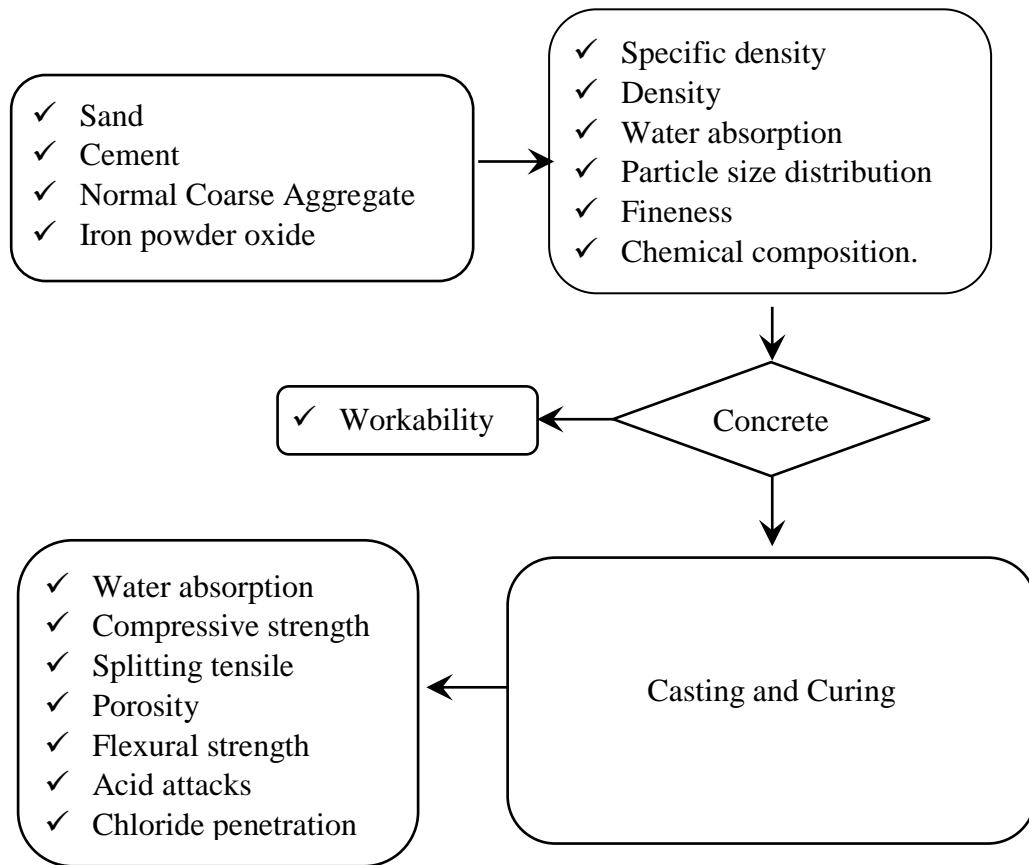 ✓ Sand
✓ Cement
✓ Normal Coarse Aggregate
✓ Iron powder oxide
✓ Specific density
✓ Density
✓ Water absorption
✓ Particle size distribution
✓ Fineness
✓ Chemical composition.
Concrete
✓ Workability
Casting and Curing
✓ Water absorption
✓ Compressive strength
✓ Splitting tensile
✓ Porosity
✓ Flexural strength
✓ Acid attacks
✓ Chloride penetration